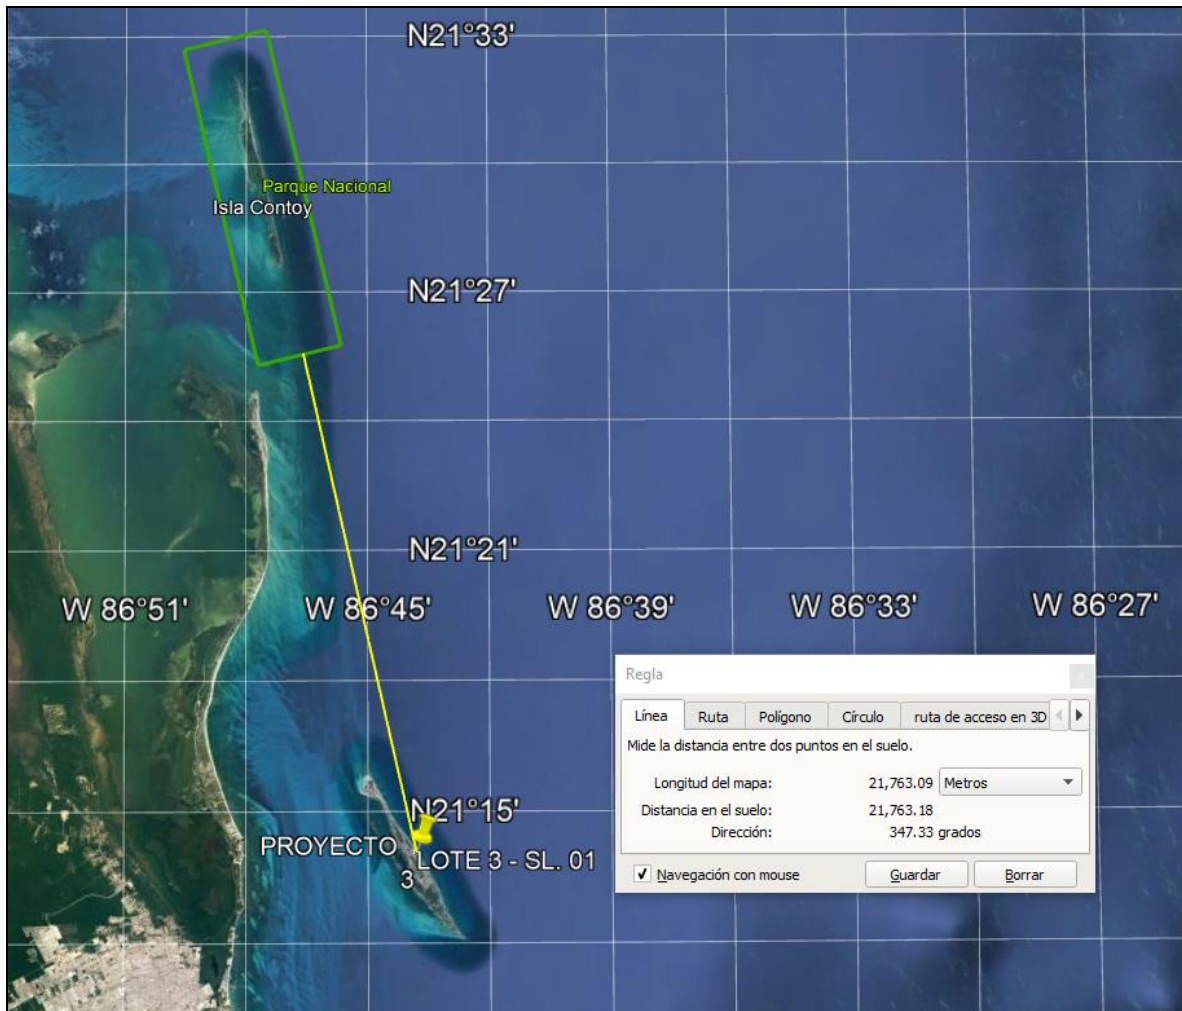 N21°33'
Parque Nacional
Isla Contoy
N21°27'
N21°21'
W 86°51' W 86°45' W 86°39' W 86°33' W 86°27'
Regla
Línea Ruta Polígono Círculo ruta de acceso en 3D
Mide la distancia entre dos puntos en el suelo.
Longitud del mapa: 21,763.09 Metros
Distancia en el suelo: 21,763.18
Dirección: 347.33 grados
Navegación con mouse Guardar Borrar
N21°15'
PROYECTO LOTE 3 - SL. 01
3